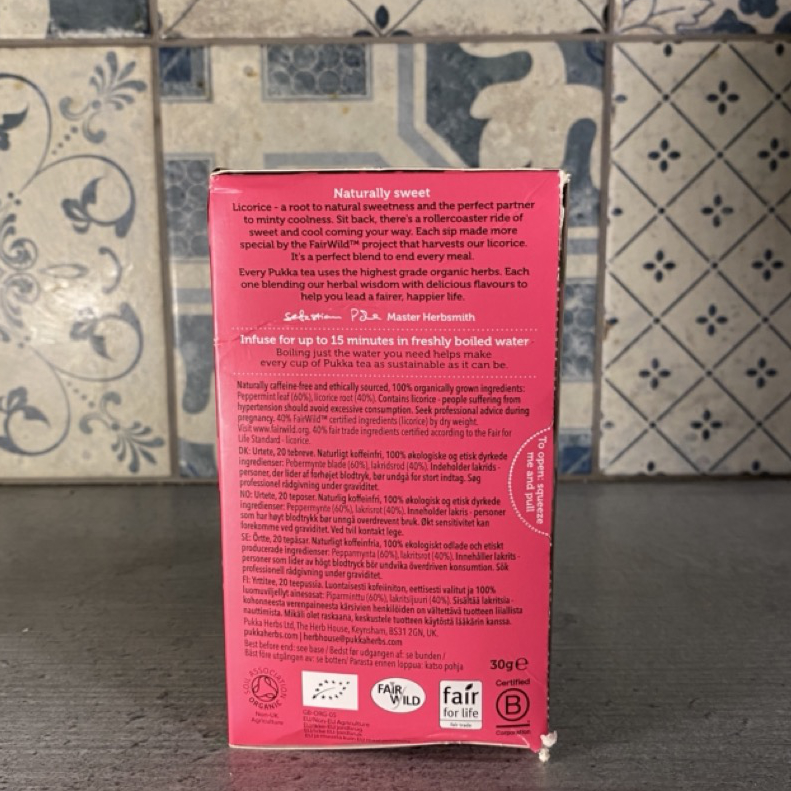 Naturally sweet
Licorice - a root to natural sweetness and the perfect partner
to minty coolness. Sit back, there's a rollercoaster ride of
sweet and cool coming your way. Each sip made more
special by the FairWild™ project that harvests our licorice.
It's a perfect blend to end every meal.
Every Pukka tea uses the highest grade organic herbs. Each
one blending our herbal wisdom with delicious flavours to
help you lead a fairer, happier life.
Sebastian Pole Master Herbsmith
Infuse for up to 15 minutes in freshly boiled water
Boiling just the water you need helps make
every cup of Pukka tea as sustainable as it can be.
Naturally caffeine-free and ethically sourced, 100% organically grown ingredients:
Peppermint leaf (60%), licorice root (40%). Contains licorice - people suffering from
hypertension should avoid excessive consumption. Seek professional advice during
pregnancy. 40% FairWild™ certified ingredients (licorice) by dry weight.
Visit www.fairwild.org. 40% fair trade ingredients certified according to the Fair for
Life Standard - licorice.
DK: Urtete, 20 tebreve. Naturligt koffeinfri, 100% økologiske og etisk dyrkede
ingredienser: Pebermynte blade (60%), lakridsrod (40%). Indeholder lakrids -
personer, der lider af forhøjet blodtryk, bør undgå for stort indtag. Søg
professionel rådgivning under graviditet.
NO: Urtete, 20 teposer. Naturlig koffeinfri, 100% økologisk og etisk dyrkede
ingredienser: Peppermynte (60%), lakrisrot (40%). Inneholder lakris - personer
som har høyt blodtrykk bør unngå overdrevent bruk. Økt sensitivitet kan
forekomme ved graviditet. Ved tvil kontakt lege.
SE: Örtte, 20 tepåsar. Naturligt koffeinfria, 100% ekologiskt odlade och etiskt
producerade ingredienser: Pepparmynta (60%), lakritsrot (40%). Innehåller lakrits -
personer som lider av högt blodtryck bör undvika överdriven konsumtion. Sök
professionell rådgivning under graviditet.
FI: Yrttitee, 20 teepussia. Luontaisesti kofeiiniton, eettisesti valitut ja 100%
luomuviljellyt ainesosat: Piparminttu (60%), lakritsijuuri (40%). Sisältää lakritsia -
kohonneesta verenpaineesta kärsivien henkilöiden on vältettävä tuotteen liiallista
nauttimista. Mikäli olet raskaana, keskustele tuotteen käytöstä lääkärin kanssa.
Pukka Herbs Ltd, The Herb House, Keynsham, BS31 2GN, UK.
pukkaherbs.com | herbhouse@pukkaherbs.com
Best before end: see base / Bedst før udgangen af: se bunden /
Bäst före utgången av: se botten/ Parasta ennen loppua: katso pohja
30g e
To open: squeeze
me and pull
SOIL ASSOCIATION
ORGANIC
Non-UK
Agriculture
GB-ORG-05
EU/Non-EU Agriculture
FAIR
WILD
fair
for life
fair trade
Certified
B
Corporation